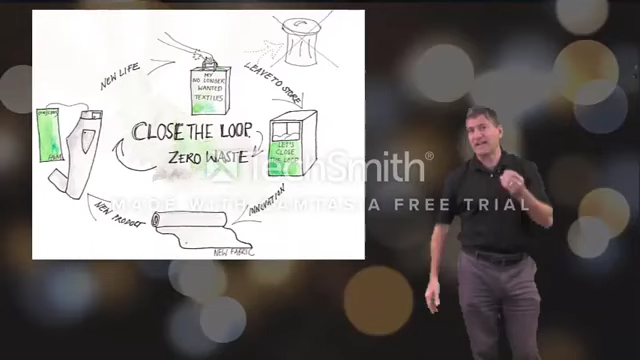 NEW LIFE
MY
NO LONGER
WANTED
TEXTILES
LEAVE TO STORE
CLOSE THE LOOP
ZERO WASTE
LET'S
CLOSE
THE LOOP
NEW PRODUCT
INNOVATION
NEW FABRIC
TechSmith®
MADE WITH CAMTASIA FREE TRIAL